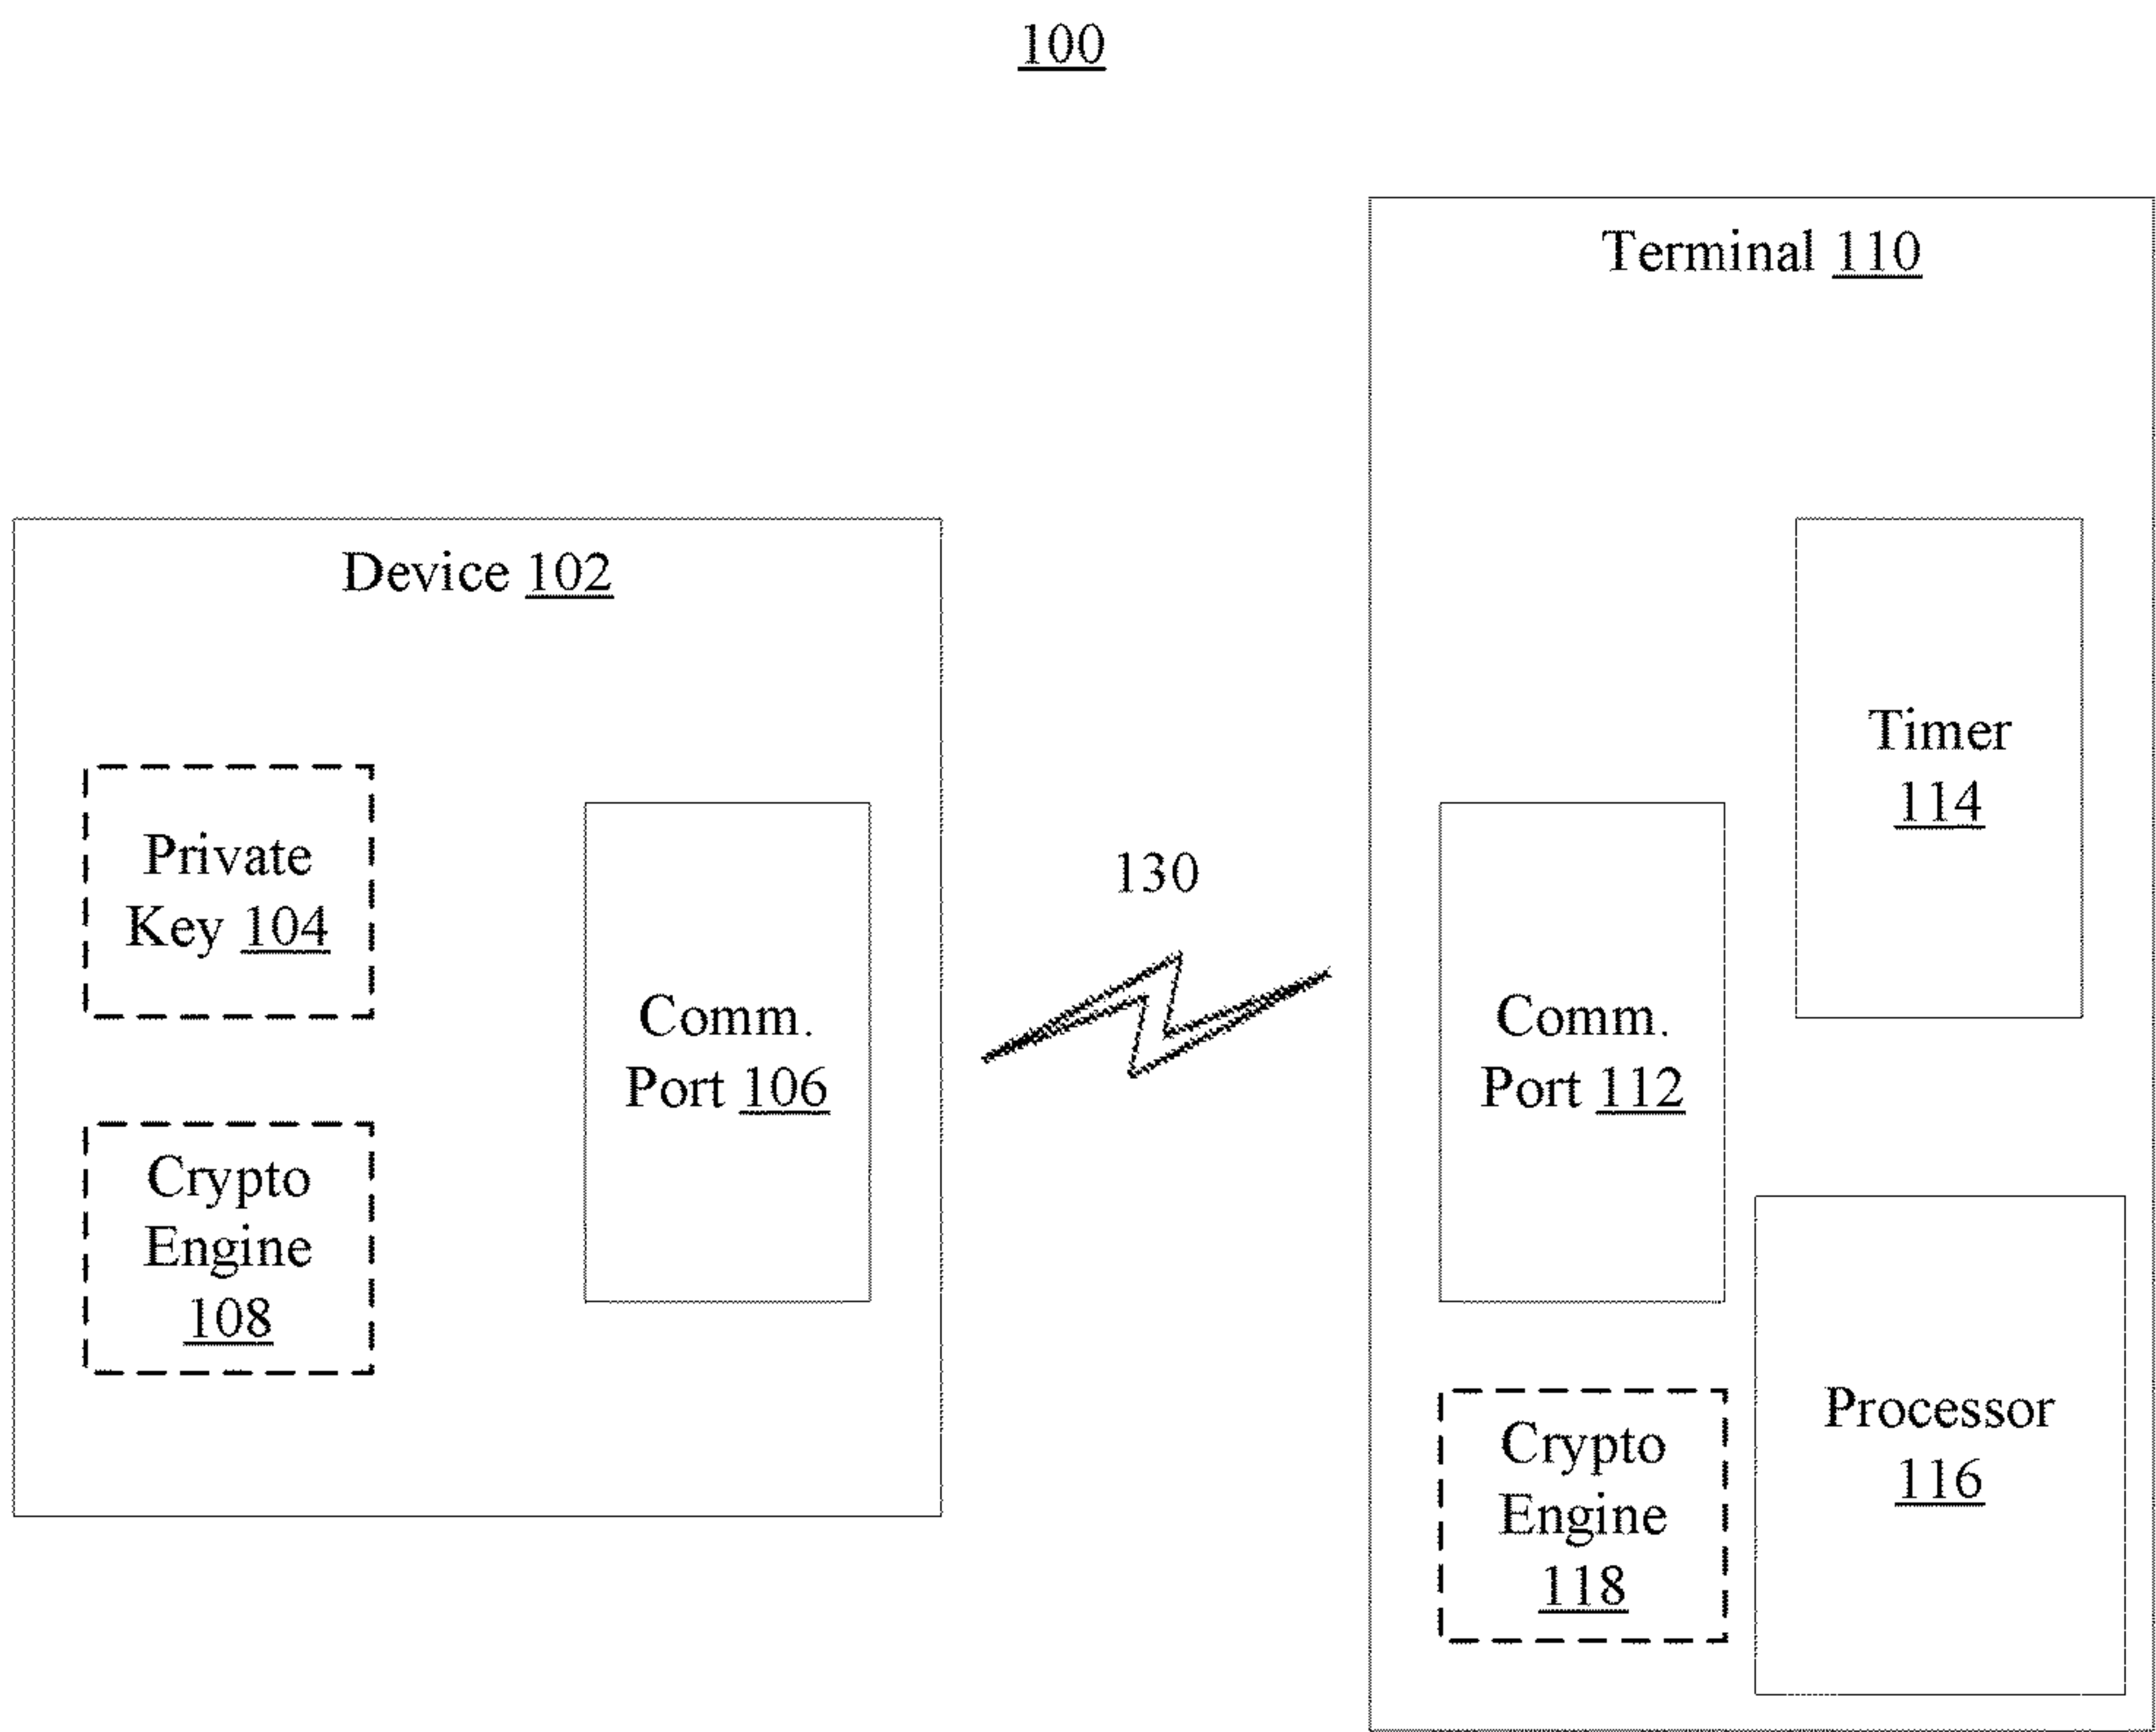 100
Terminal 110
Device 102
Timer
114
Private
Key 104
130
Comm.
Port 106
Comm.
Port 112
Crypto
Engine
108
Processor
116
Crypto
Engine
118